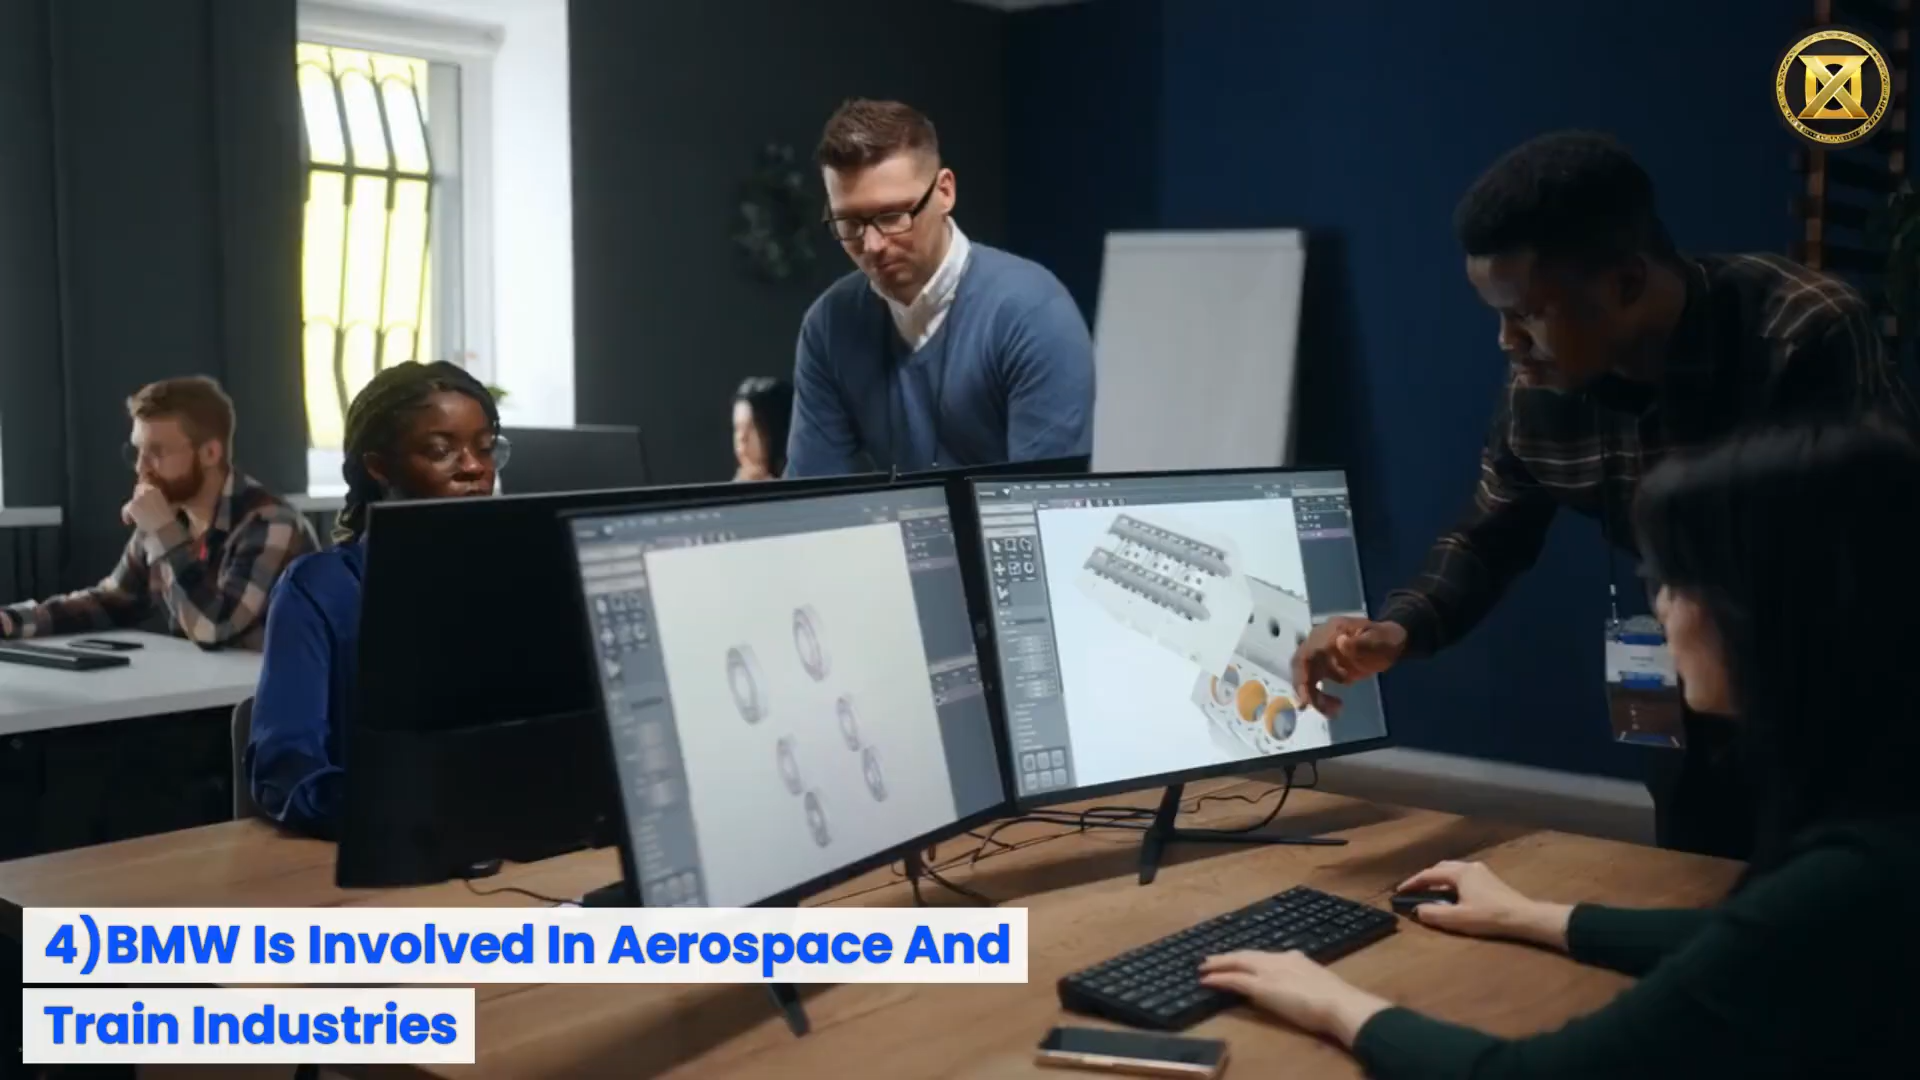 4)BMW Is Involved In Aerospace And
Train Industries